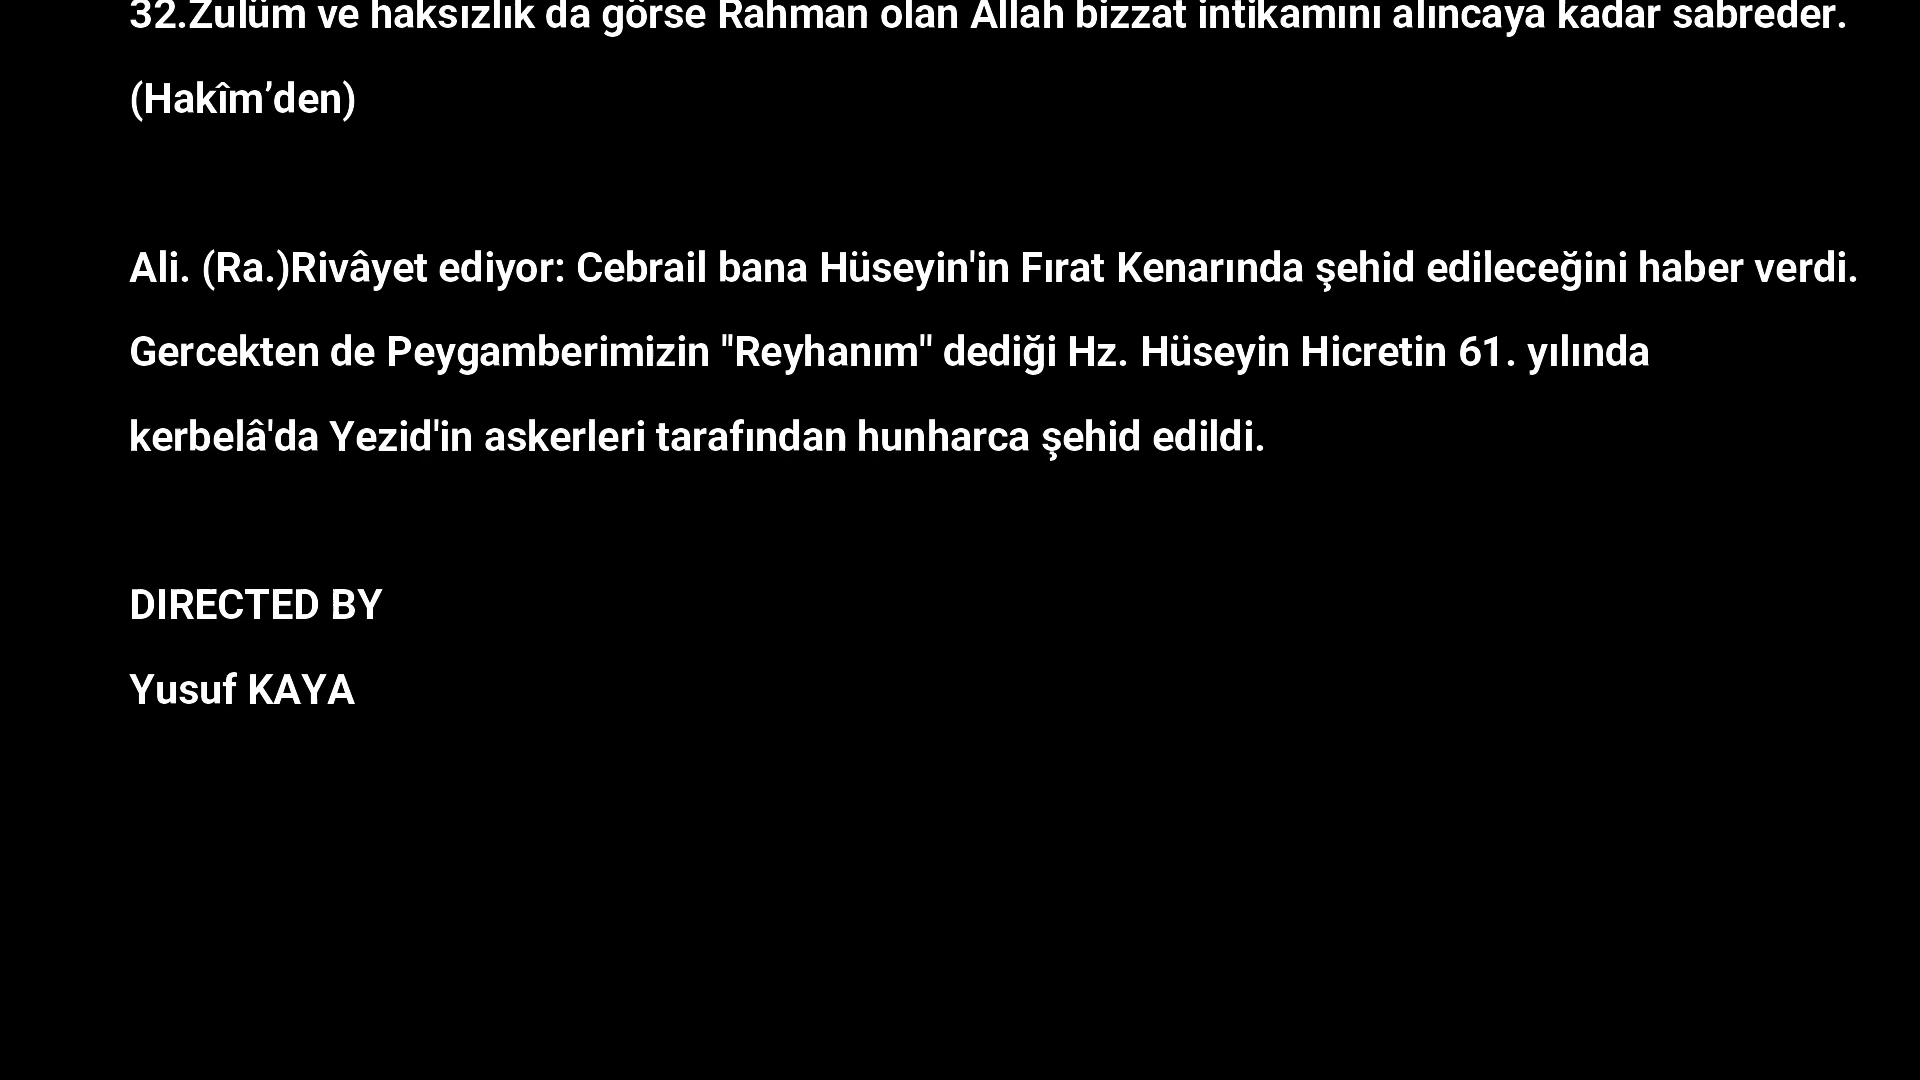 32.Zulüm ve haksızlık da görse Rahman olan Allah bizzat intikamını alıncaya kadar sabreder.
(Hakîm’den)
Ali. (Ra.)Rivâyet ediyor: Cebrail bana Hüseyin'in Fırat Kenarında şehid edileceğini haber verdi.
Gercekten de Peygamberimizin "Reyhanım" dediği Hz. Hüseyin Hicretin 61. yılında
kerbelâ'da Yezid'in askerleri tarafından hunharca şehid edildi.
DIRECTED BY
Yusuf KAYA